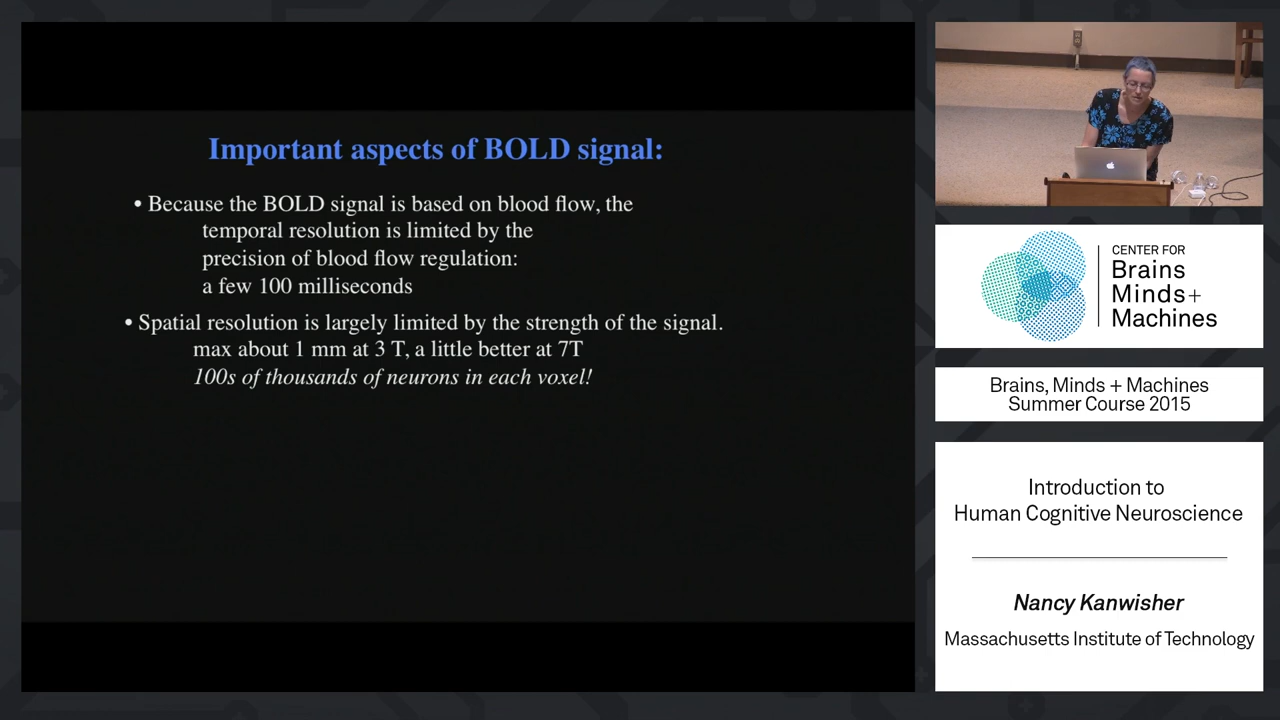 Important aspects of BOLD signal:
• Because the BOLD signal is based on blood flow, the
temporal resolution is limited by the
precision of blood flow regulation:
a few 100 milliseconds
• Spatial resolution is largely limited by the strength of the signal.
max about 1 mm at 3 T, a little better at 7T
100s of thousands of neurons in each voxel!
CENTER FOR
Brains
Minds+
Machines
Brains, Minds + Machines
Summer Course 2015
Introduction to
Human Cognitive Neuroscience
Nancy Kanwisher
Massachusetts Institute of Technology